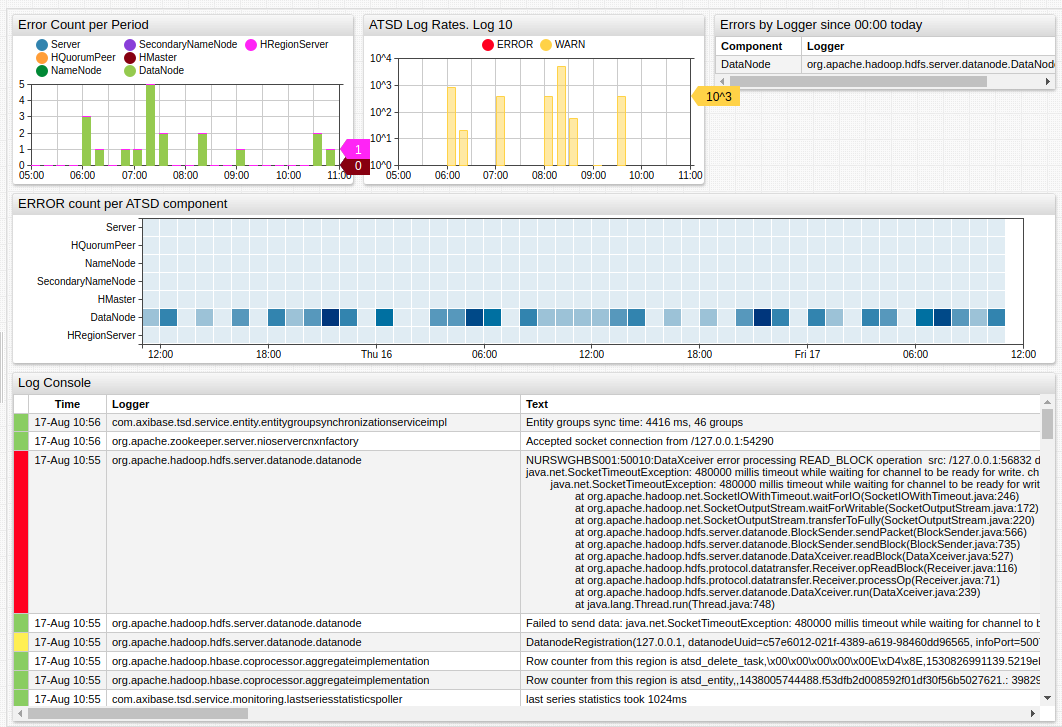 Error Count per Period
Server SecondaryNameNode HRegionServer
HQuorumPeer HMaster
NameNode DataNode
5
4
3
2
1
0
1
0
05:00 06:00 07:00 08:00 09:00 10:00 11:00
ATSD Log Rates. Log 10
ERROR WARN
10^4
10^3
10^2
10^1
10^0
10^3
05:00 06:00 07:00 08:00 09:00 10:00 11:00
Errors by Logger since 00:00 today
Component Logger
DataNode org.apache.hadoop.hdfs.server.datanode.DataNod
ERROR count per ATSD component
Server
HQuorumPeer
NameNode
SecondaryNameNode
HMaster
DataNode
HRegionServer
12:00 18:00 Thu 16 06:00 12:00 18:00 Fri 17 06:00 12:00
Log Console
Time Logger Text
17-Aug 10:56 com.axibase.tsd.service.entity.entitygroupsynchronizationserviceimpl Entity groups sync time: 4416 ms, 46 groups
17-Aug 10:56 org.apache.zookeeper.server.nioservercnxnfactory Accepted socket connection from /127.0.0.1:54290
17-Aug 10:55 org.apache.hadoop.hdfs.server.datanode.datanode NURSWGHBS001:50010:DataXceiver error processing READ_BLOCK operation src: /127.0.0.1:56832 d
java.net.SocketTimeoutException: 480000 millis timeout while waiting for channel to be ready for write. ch
java.net.SocketTimeoutException: 480000 millis timeout while waiting for channel to be ready for writ
at org.apache.hadoop.net.SocketIOWithTimeout.waitForIO(SocketIOWithTimeout.java:246)
at org.apache.hadoop.net.SocketOutputStream.waitForWritable(SocketOutputStream.java:172)
at org.apache.hadoop.net.SocketOutputStream.transferToFully(SocketOutputStream.java:220)
at org.apache.hadoop.hdfs.server.datanode.BlockSender.sendPacket(BlockSender.java:566)
at org.apache.hadoop.hdfs.server.datanode.BlockSender.sendBlock(BlockSender.java:735)
at org.apache.hadoop.hdfs.server.datanode.DataXceiver.readBlock(DataXceiver.java:527)
at org.apache.hadoop.hdfs.protocol.datatransfer.Receiver.opReadBlock(Receiver.java:116)
at org.apache.hadoop.hdfs.protocol.datatransfer.Receiver.processOp(Receiver.java:71)
at org.apache.hadoop.hdfs.server.datanode.DataXceiver.run(DataXceiver.java:239)
at java.lang.Thread.run(Thread.java:748)
17-Aug 10:55 org.apache.hadoop.hdfs.server.datanode.datanode Failed to send data: java.net.SocketTimeoutException: 480000 millis timeout while waiting for channel to b
17-Aug 10:55 org.apache.hadoop.hdfs.server.datanode.datanode DatanodeRegistration(127.0.0.1, datanodeUuid=c57e6012-021f-4389-a619-98460dd96565, infoPort=5007
17-Aug 10:55 org.apache.hadoop.hbase.coprocessor.aggregateimplementation Row counter from this region is atsd_delete_task,\x00\x00\x00\x00\x00E\xD4\x8E,1530826991139.5219el
17-Aug 10:55 org.apache.hadoop.hbase.coprocessor.aggregateimplementation Row counter from this region is atsd_entity,,1438005744488.f53dfb2d008592f01df30f56b5027621.: 39829
17-Aug 10:55 com.axibase.tsd.service.monitoring.lastseriesstatisticspoller last series statistics took 1024ms